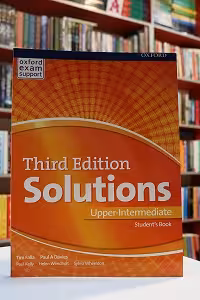 OXFORD
oxford
exam
support
Third Edition
Solutions
Upper-Intermediate
Student's Book
Tim Falla Paul A Davies
Paul Kelly Helen Wendholt Sylvia Wheeldon